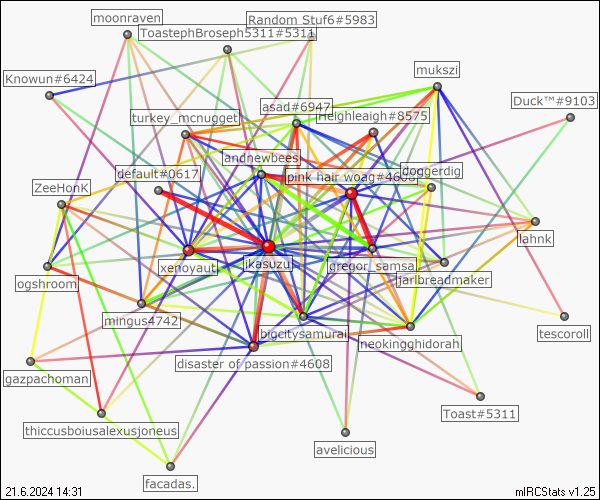 moonraven
Random Stuf6#5983
ToastephBroseph5311#5311
Knowun#6424
mukszi
Duck™#9103
asad#6947
turkey_mcnugget
Heighleaigh#8575
andnewbees
default#0617
pink hair woag#4608
doggerdig
ZeeHonK
lahnk
xenoyaut
ikasuzu
gregor_samsa
jarlbreadmaker
ogshroom
mingus4742
bigcitysamurai
tescoroll
neokingghidorah
disaster of passion#4608
gazpachoman
Toast#5311
thiccusboiusalexusjoneus
avelicious
facadas.
21.6.2024 14:31
mIRCStats v1.25